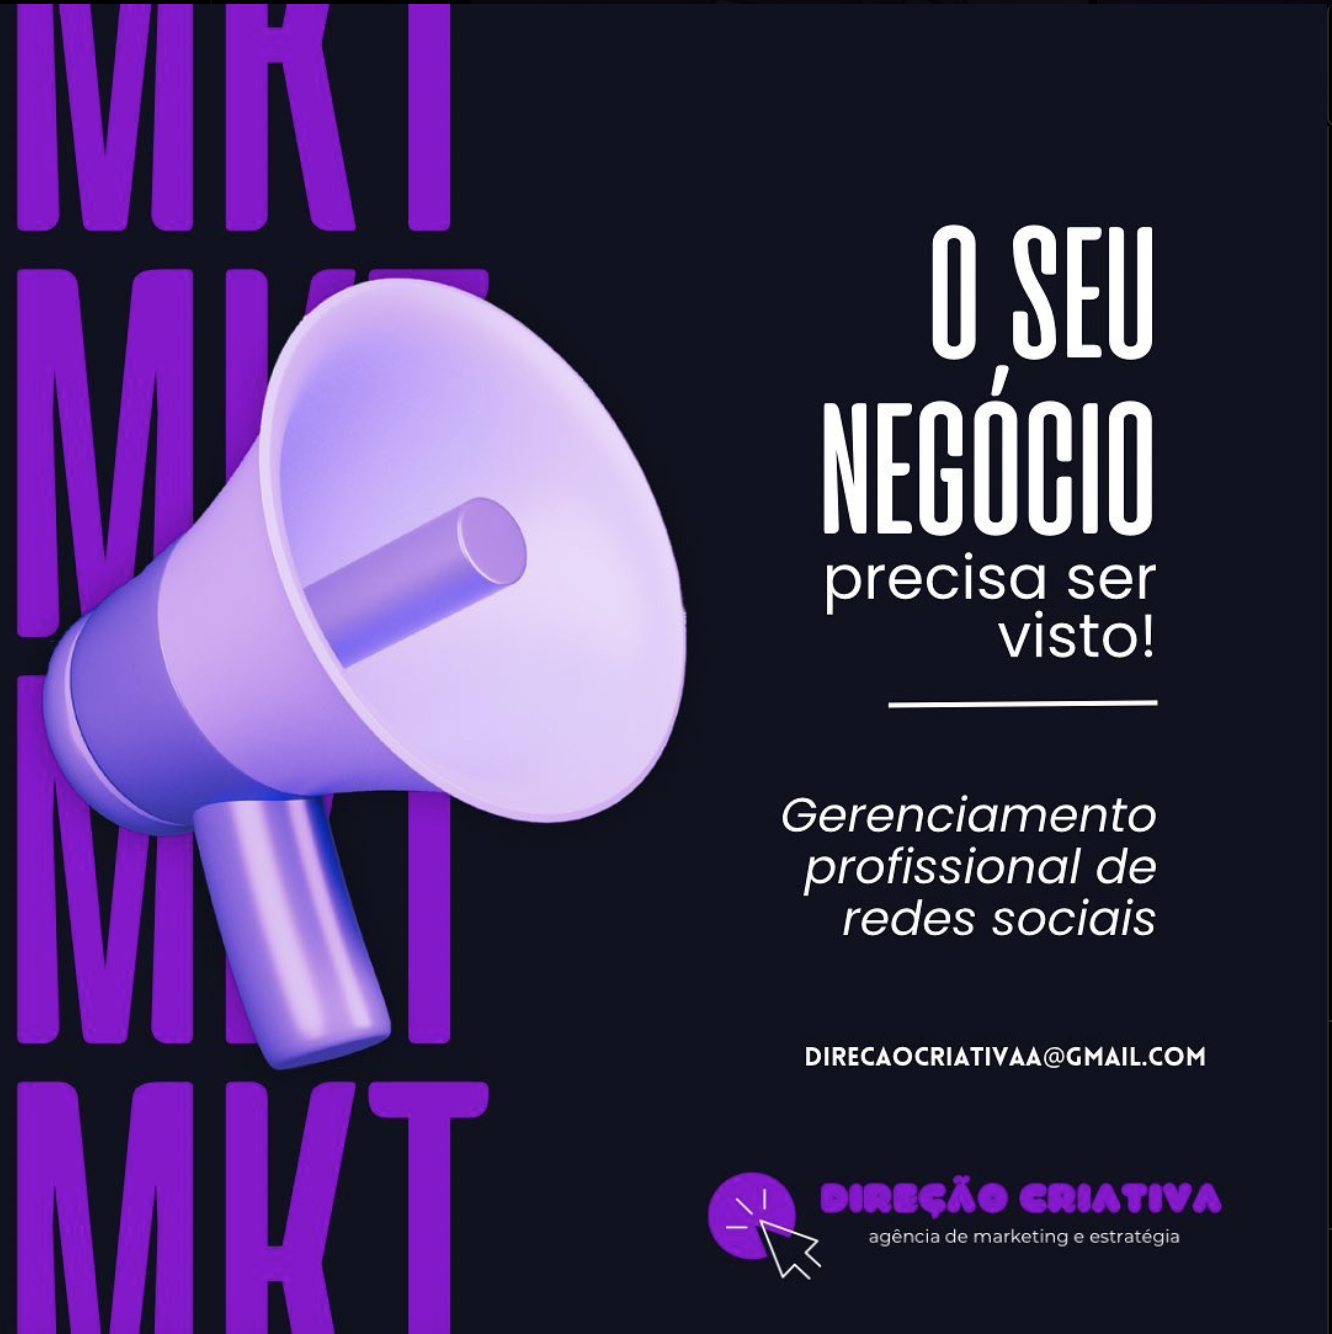 MKT
MKT
MKT
MKT
O SEU
NEGÓCIO
precisa ser
visto!
Gerenciamento
profissional de
redes sociais
DIRECAOCRIATIVAA@GMAIL.COM
DIREÇÃO CRIATIVA
agência de marketing e estratégia